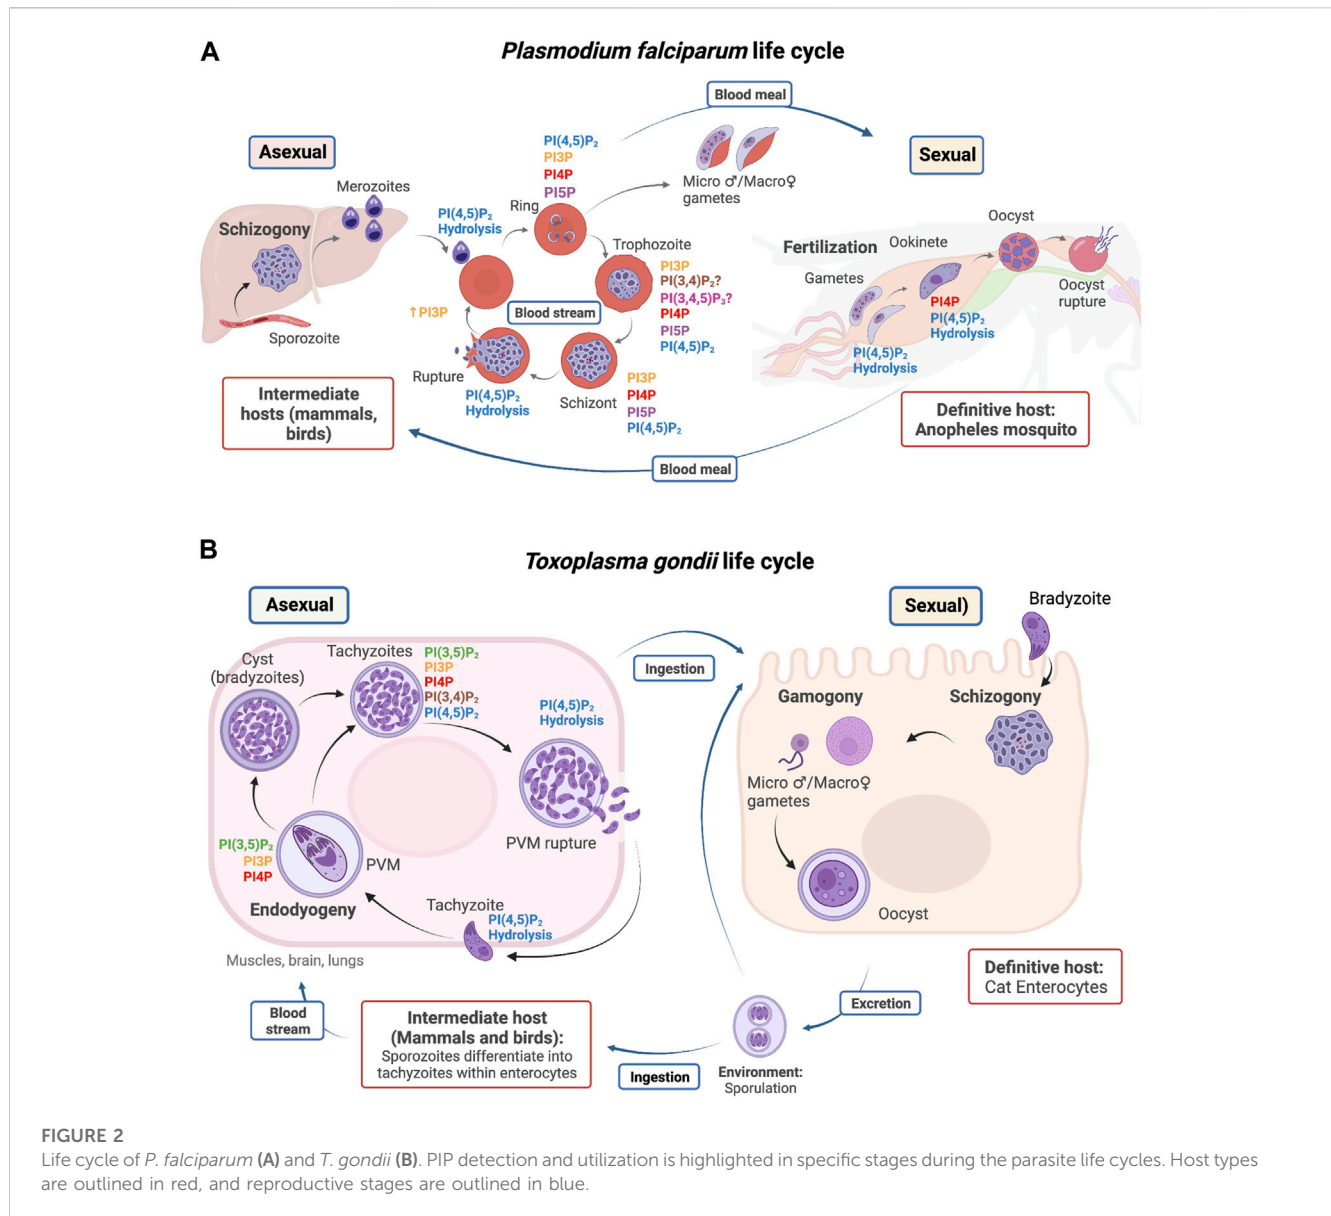 A
Plasmodium falciparum life cycle
Blood meal
Asexual
Sexual
PI(4,5)P₂
PI3P
PI4P
PI5P
Micro ♂/Macro♀
gametes
Merozoites
Schizogony
Sporozoite
PI(4,5)P₂
Hydrolysis
Ring
Trophozoite
PI3P
PI(3,4)P₂?
PI(3,4,5)P₃?
PI4P
PI5P
PI(4,5)P₂
↑PI3P
Blood stream
Rupture
PI(4,5)P₂
Hydrolysis
Schizont
PI3P
PI4P
PI5P
PI(4,5)P₂
Fertilization
Gametes
Ookinete
Oocyst
Oocyst
rupture
PI4P
PI(4,5)P₂
Hydrolysis
PI(4,5)P₂
Hydrolysis
Intermediate
hosts (mammals,
birds)
Definitive host:
Anopheles mosquito
Blood meal
B
Toxoplasma gondii life cycle
Asexual
Sexual)
Bradyzoite
Cyst
(bradyzoites)
Tachyzoites
PI(3,5)P₂
PI3P
PI4P
PI(3,4)P₂
PI(4,5)P₂
PI(4,5)P₂
Hydrolysis
Ingestion
Gamogony
Schizogony
Micro ♂/Macro♀
gametes
PVM rupture
PI(3,5)P₂
PI3P
PI4P
PVM
Endodyogeny
Tachyzoite
PI(4,5)P₂
Hydrolysis
Oocyst
Muscles, brain, lungs
Blood
stream
Intermediate host
(Mammals and birds):
Sporozoites differentiate into
tachyzoites within enterocytes
Ingestion
Environment:
Sporulation
Excretion
Definitive host:
Cat Enterocytes
FIGURE 2
Life cycle of P. falciparum (A) and T. gondii (B). PIP detection and utilization is highlighted in specific stages during the parasite life cycles. Host types
are outlined in red, and reproductive stages are outlined in blue.